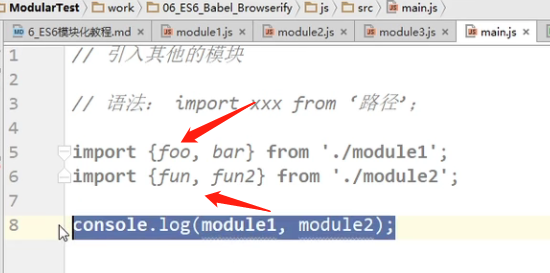 ModularTest work 06_ES6_Babel_Browserify js src main.js
6_ES6模块化教程.md module1.js module2.js module3.js main.js
1 // 引入其他的模块
2
3 // 语法： import xxx from ‘路径’;
4
5 import {foo, bar} from './module1';
6 import {fun, fun2} from './module2';
7
8 console.log(module1, module2);